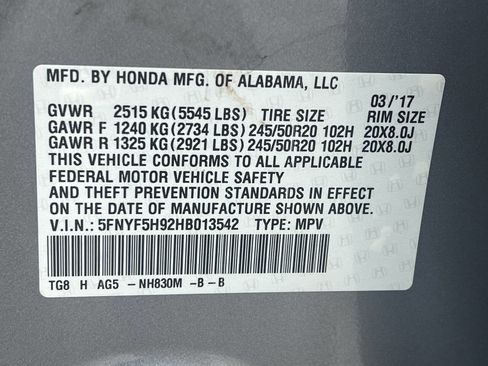 MFD. BY HONDA MFG. OF ALABAMA, LLC
03 /'17
GVWR 2515 KG (5545 LBS) TIRE SIZE RIM SIZE
GAWR F 1240 KG (2734 LBS) 245/50R20 102H 20X8.0J
GAWR R 1325 KG (2921 LBS) 245/50R20 102H 20X8.0J
THIS VEHICLE CONFORMS TO ALL APPLICABLE
FEDERAL MOTOR VEHICLE SAFETY
AND THEFT PREVENTION STANDARDS IN EFFECT
ON THE DATE OF MANUFACTURE SHOWN ABOVE.
V.I.N.: 5FNYF5H92HB013542 TYPE: MPV
TG8 H AG5 -NH830M -B -B